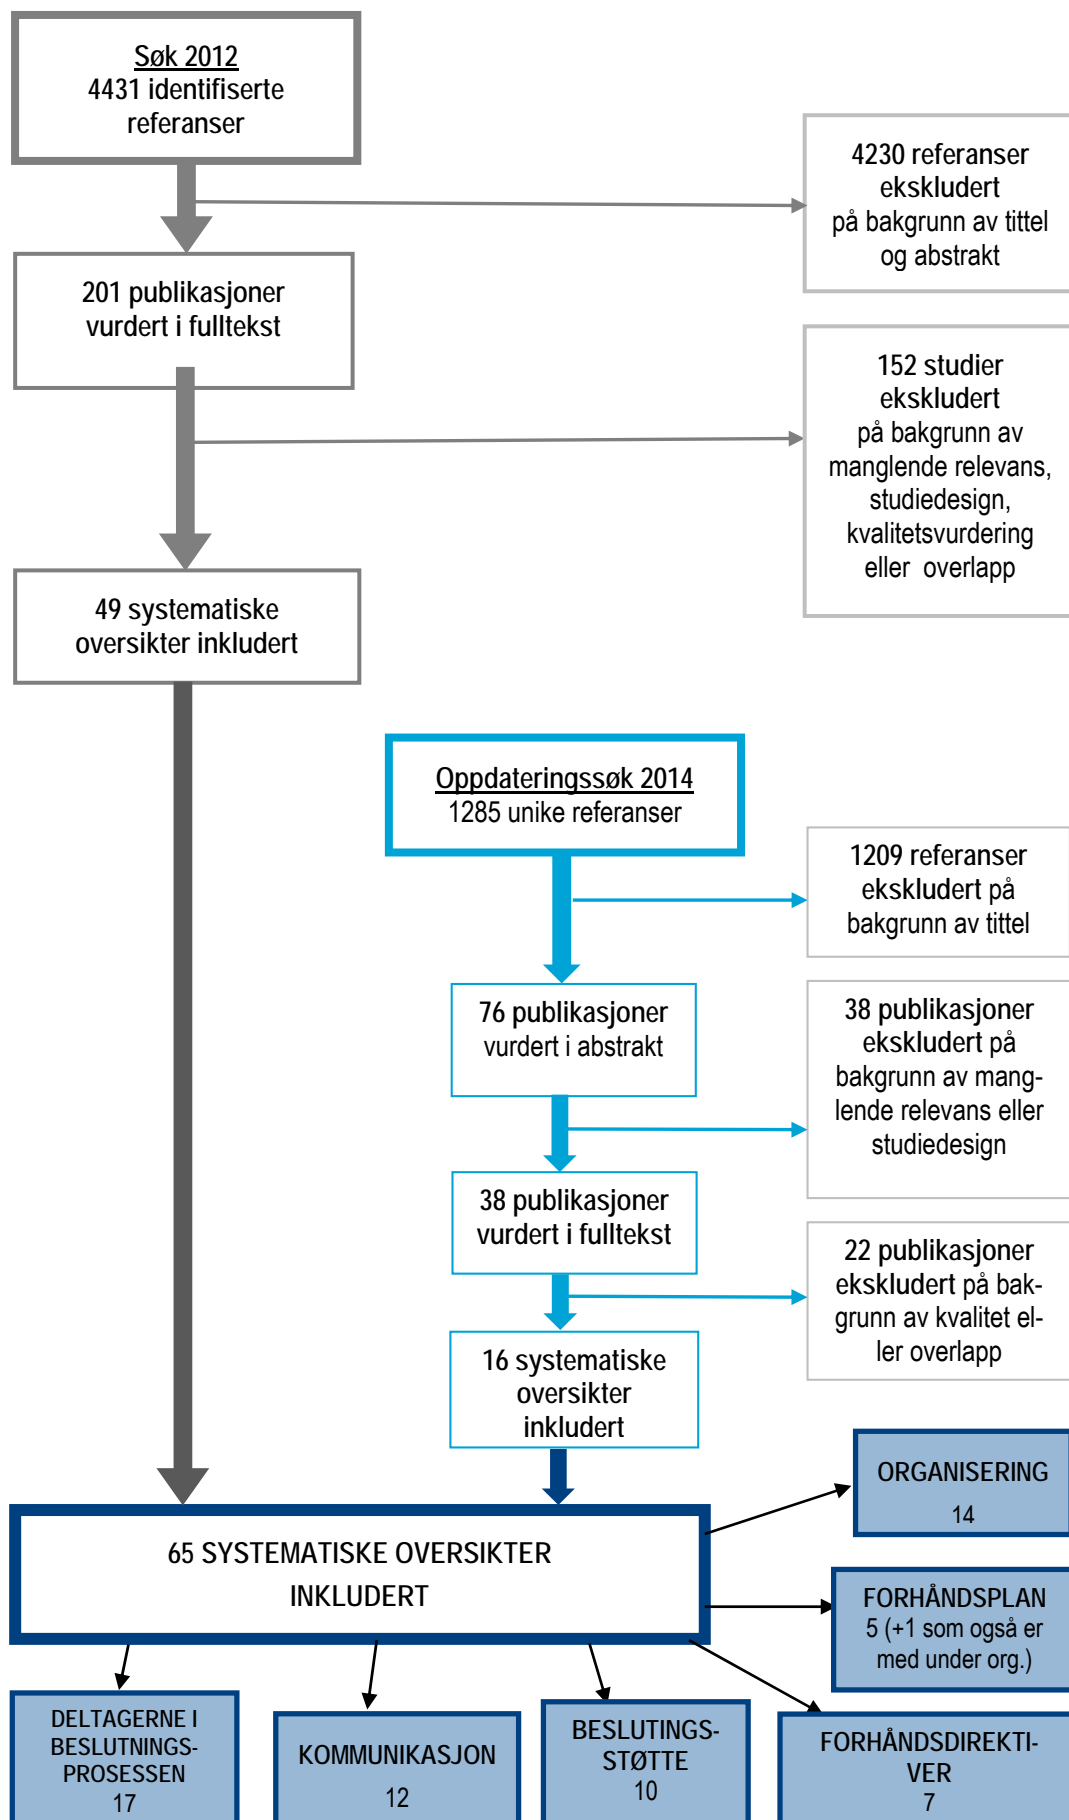 Søk 2012
4431 identifiserte
referanser
4230 referanser
ekskludert
på bakgrunn av tittel
og abstrakt
201 publikasjoner
vurdert i fulltekst
152 studier
ekskludert
på bakgrunn av
manglende relevans,
studiedesign,
kvalitetsvurdering
eller overlapp
49 systematiske
oversikter inkludert
Oppdateringssøk 2014
1285 unike referanser
1209 referanser
ekskludert på
bakgrunn av tittel
76 publikasjoner
vurdert i abstrakt
38 publikasjoner
ekskludert på
bakgrunn av mang-
lende relevans eller
studiedesign
38 publikasjoner
vurdert i fulltekst
22 publikasjoner
ekskludert på bak-
grunn av kvalitet el-
ler overlapp
16 systematiske
oversikter
inkludert
ORGANISERING
14
65 SYSTEMATISKE OVERSIKTER
INKLUDERT
FORHÅNDSPLAN
5 (+1 som også er
med under org.)
DELTAGERNE I
BESLUTNINGS-
PROSESSEN
17
KOMMUNIKASJON
12
BESLUTINGS-
STØTTE
10
FORHÅNDSDIREKTI-
VER
7